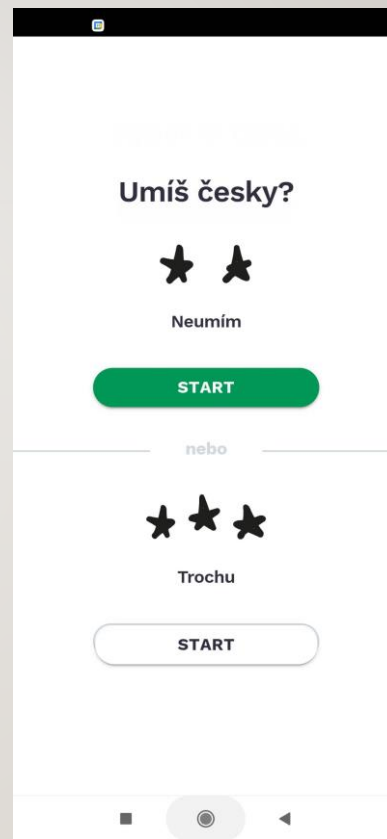 Umíš česky?
Neumím
START
nebo
Trochu
START